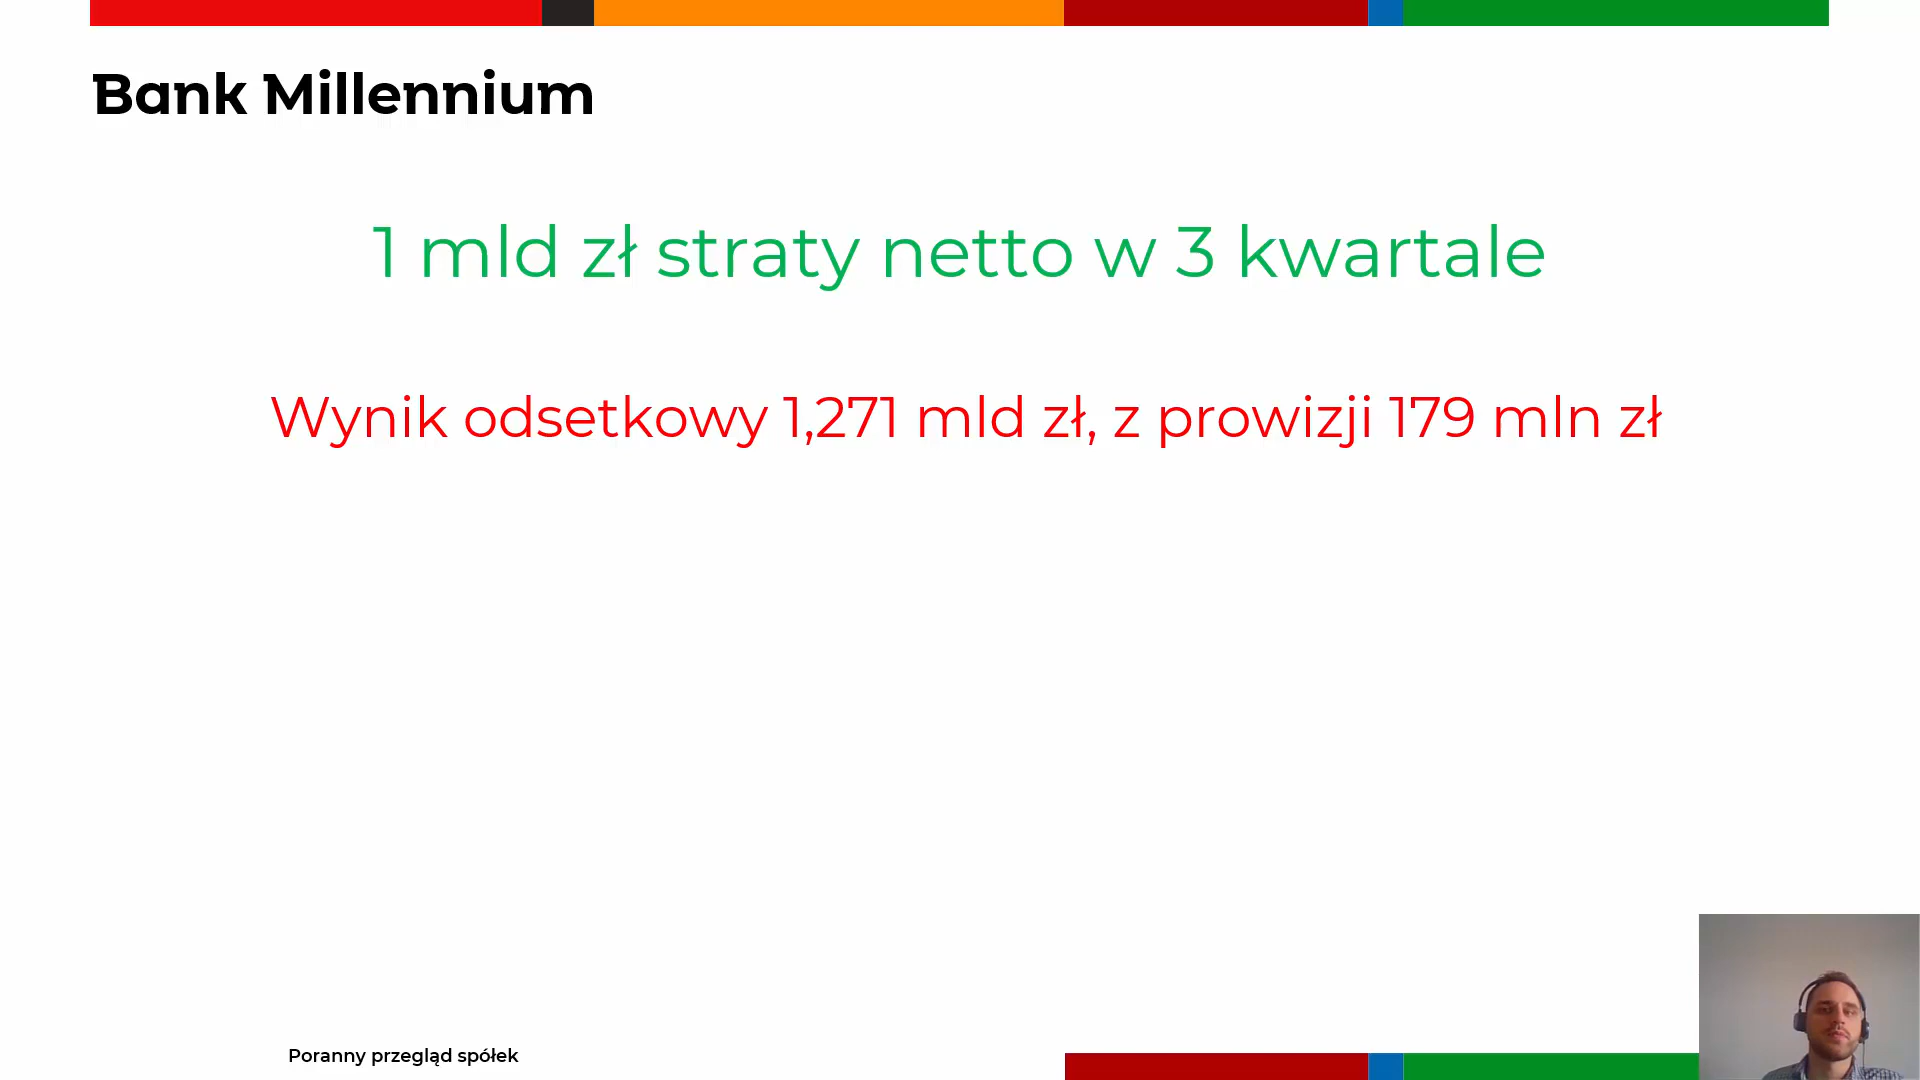 Bank Millennium
1 mld zł straty netto w 3 kwartale
Wynik odsetkowy 1,271 mld zł, z prowizji 179 mln zł
Poranny przegląd spółek